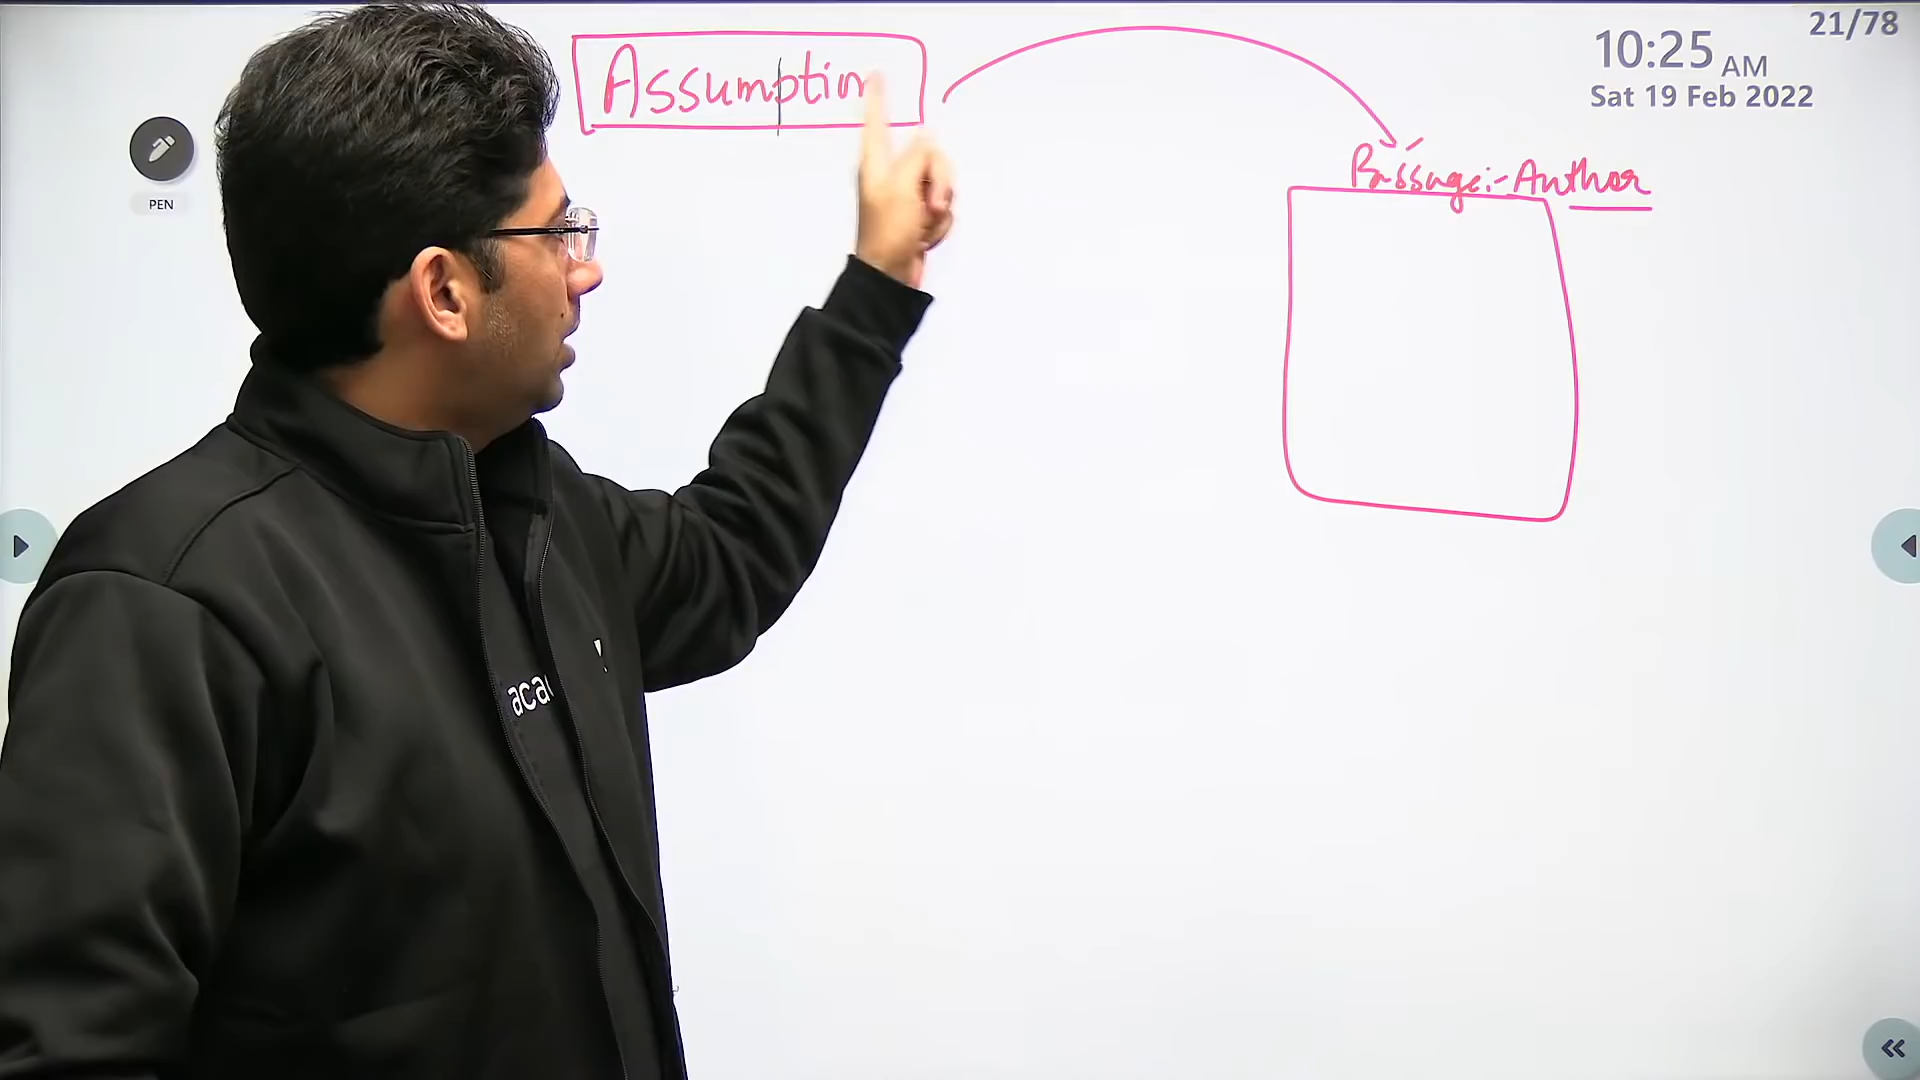 Assumption
21/78
10:25 AM
Sat 19 Feb 2022
Passage:- Author
PEN
aca